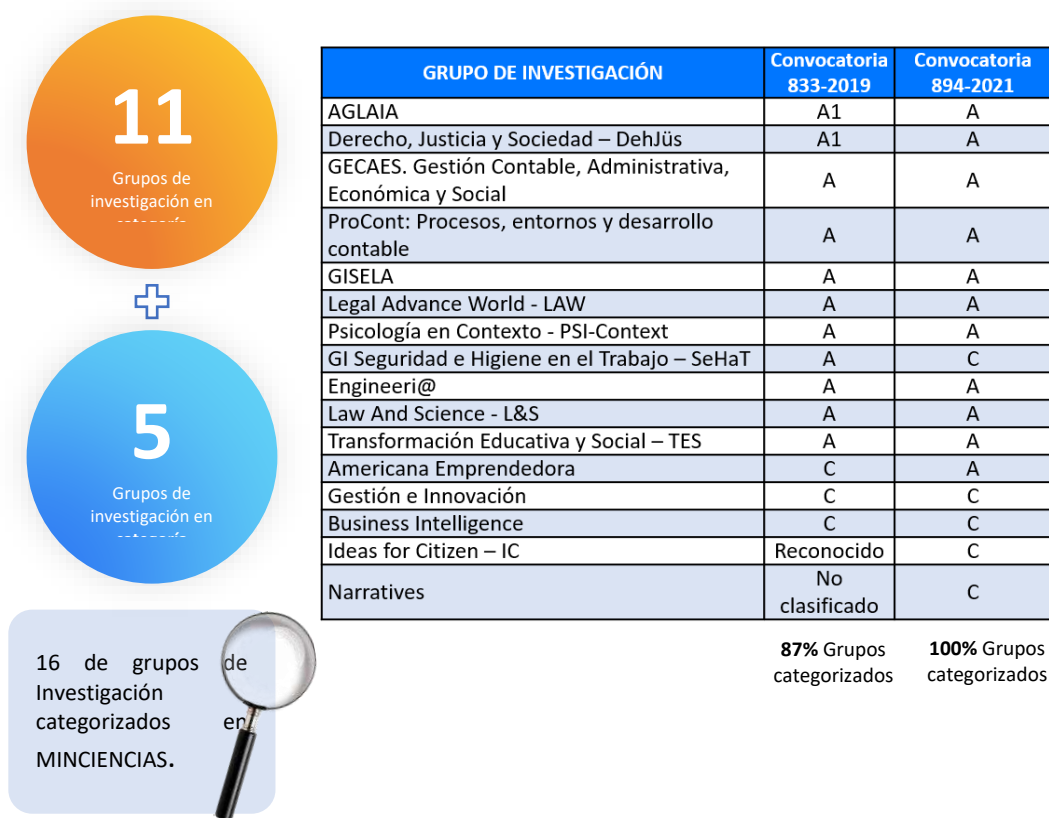 11
Grupos de
investigación en
5
Grupos de
investigación en
16 de grupos de
Investigación
categorizados en
MINCIENCIAS.
GRUPO DE INVESTIGACIÓN Convocatoria 833-2019 Convocatoria 894-2021
AGLAIA A1 A
Derecho, Justicia y Sociedad – DehJüs A1 A
GECAES. Gestión Contable, Administrativa,
Económica y Social A A
ProCont: Procesos, entornos y desarrollo
contable A A
GISELA A A
Legal Advance World - LAW A A
Psicología en Contexto - PSI-Context A A
GI Seguridad e Higiene en el Trabajo – SeHaT A C
Engineeri@ A A
Law And Science - L&S A A
Transformación Educativa y Social – TES A A
Americana Emprendedora C A
Gestión e Innovación C C
Business Intelligence C C
Ideas for Citizen – IC Reconocido C
Narratives No clasificado C
87% Grupos
categorizados
100% Grupos
categorizados